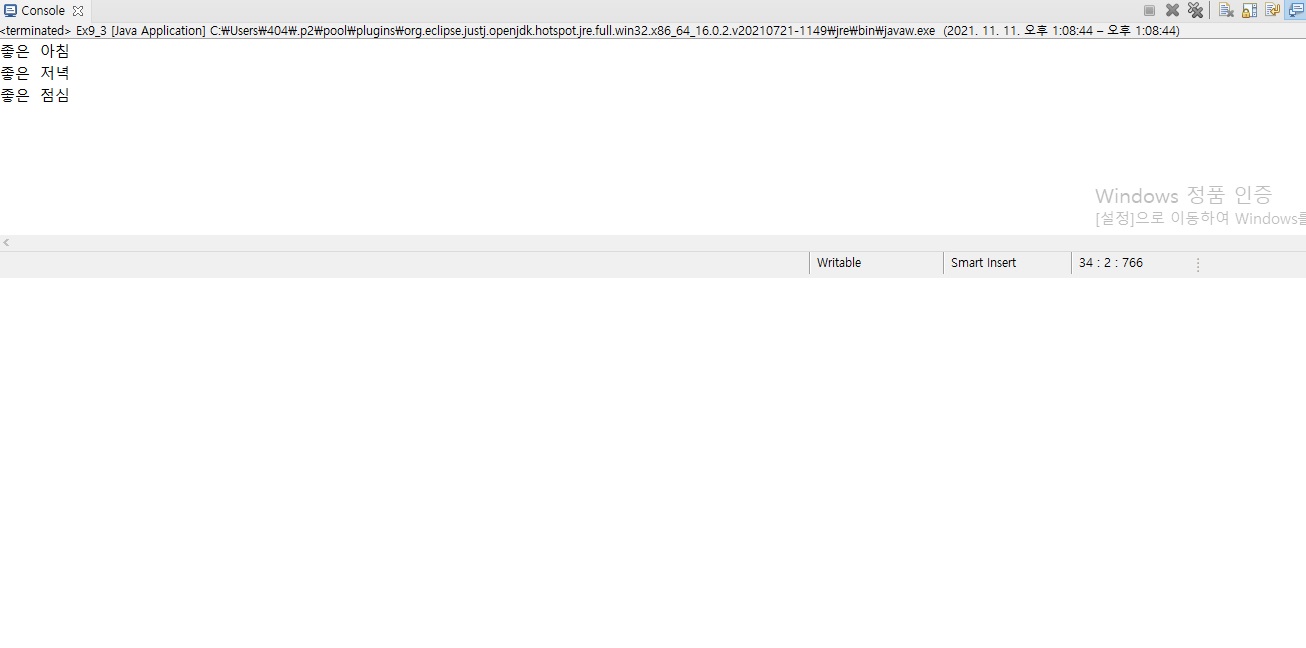 Console
<terminated> Ex9_3 [Java Application] C:₩Users₩404₩.p2₩pool₩plugins₩org.eclipse.justj.openjdk.hotspot.jre.full.win32.x86_64_16.0.2.v20210721-1149₩jre₩bin₩javaw.exe (2021. 11. 11. 오후 1:08:44 – 오후 1:08:44)
좋은 아침
좋은 저녁
좋은 점심
Windows 정품 인증
[설정]으로 이동하여 Windows를
Writable
Smart Insert
34 : 2 : 766